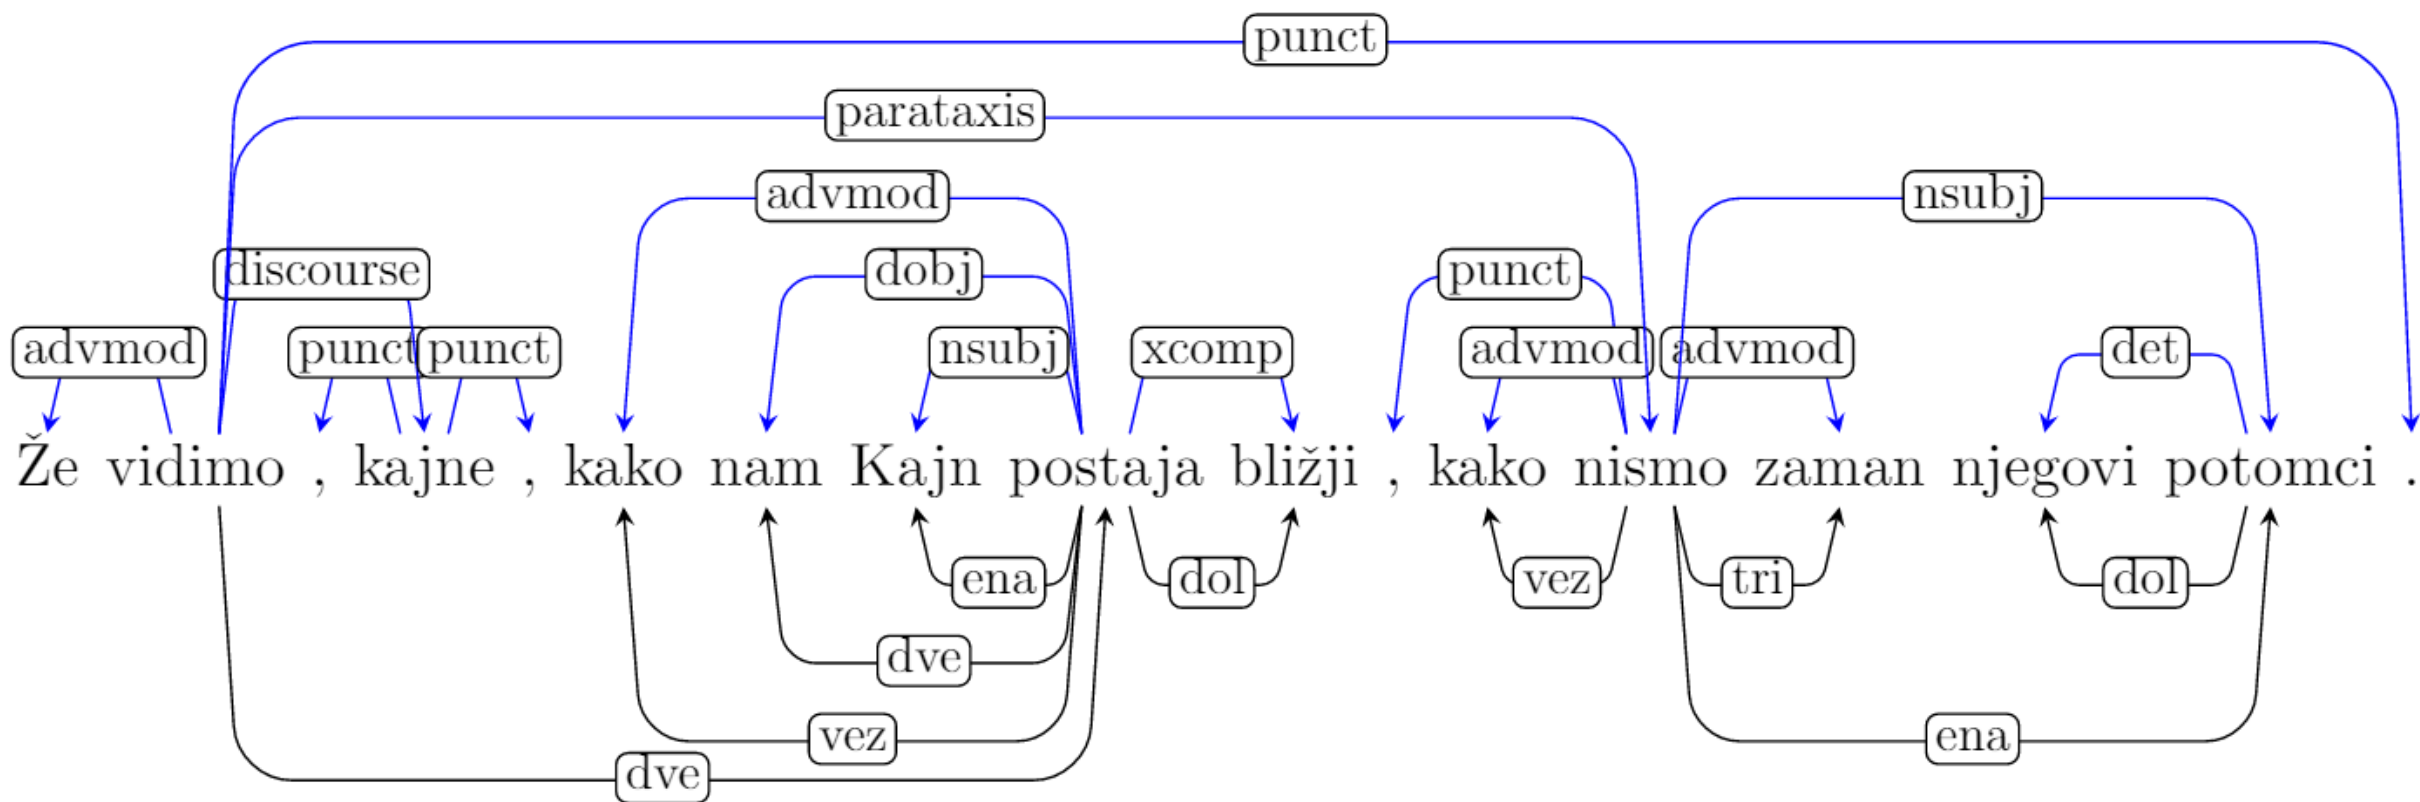 punct
parataxis
advmod nsubj
discourse dobj punct
advmod punct punct nsubj xcomp advmod advmod det
Že vidimo , kajne , kako nam Kajn postaja bližji , kako nismo zaman njegovi potomci .
ena dol vez tri dol
dve
vez ena
dve